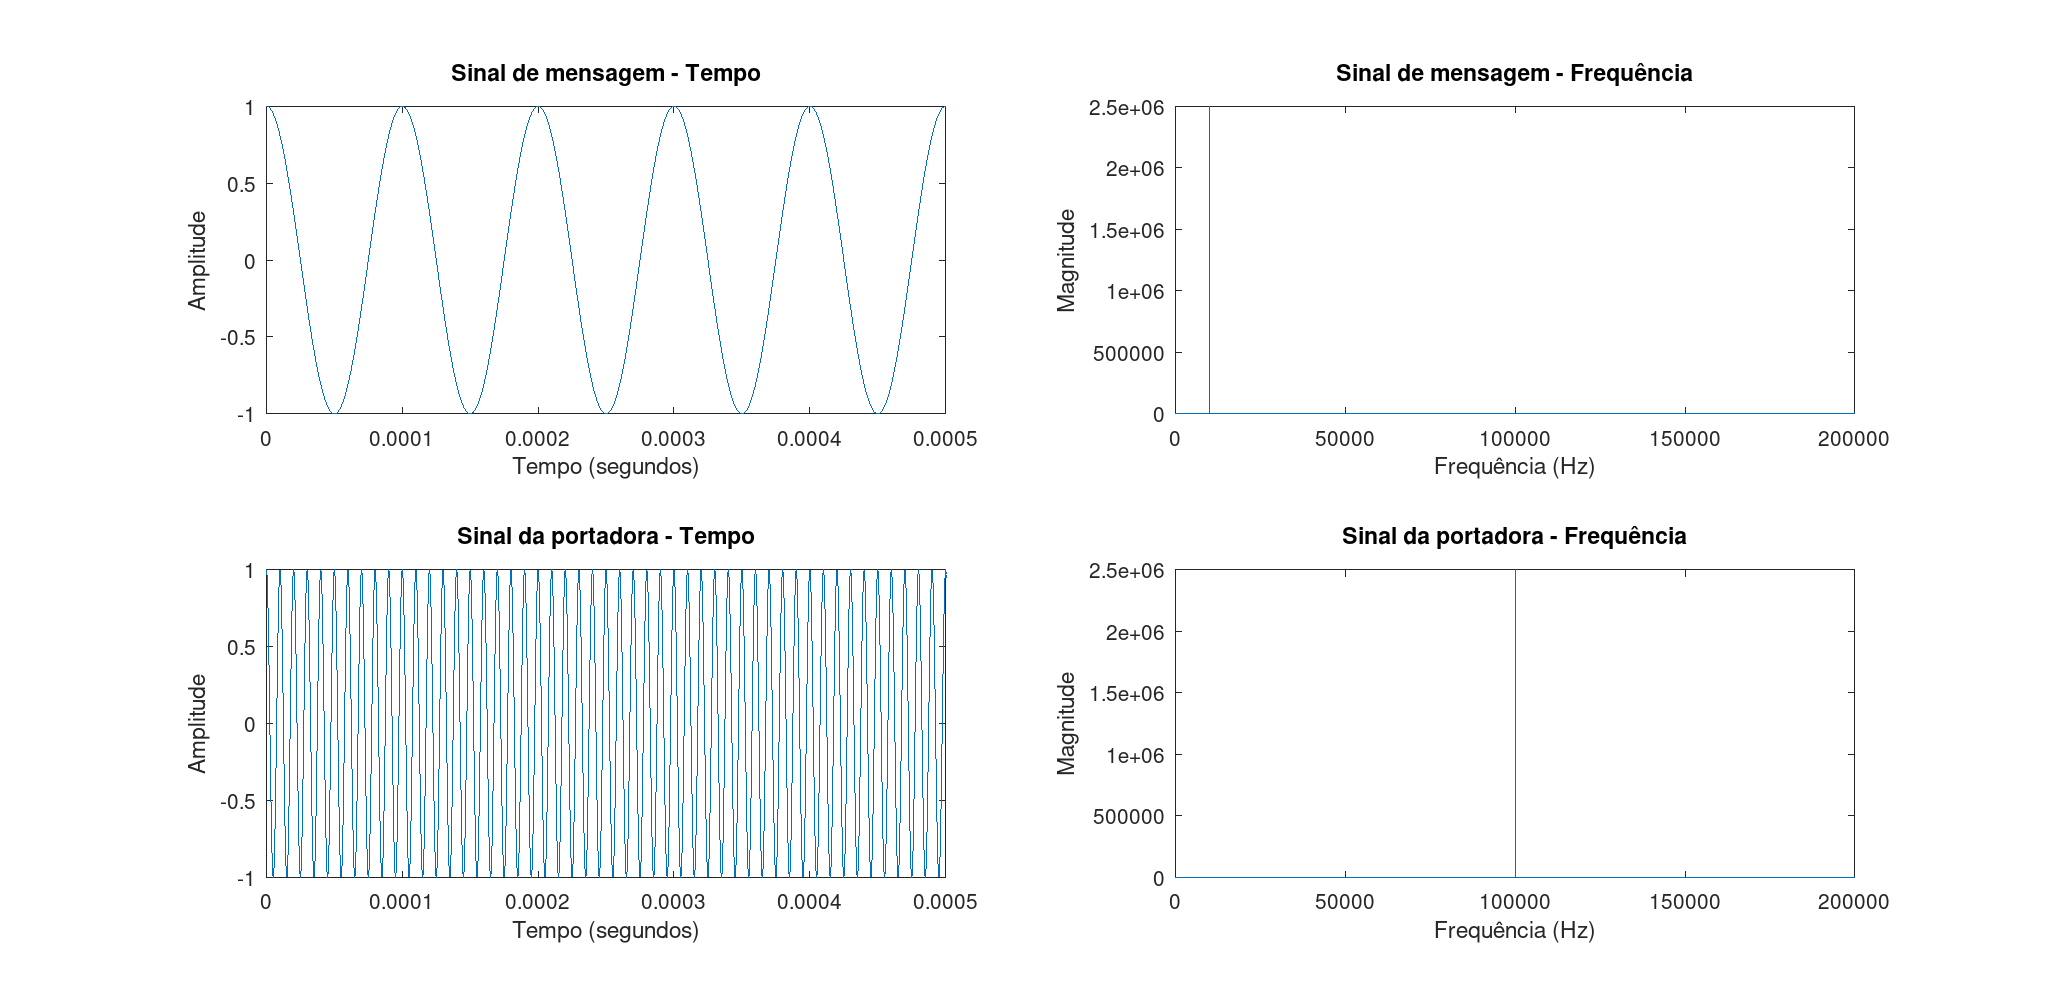 Sinal de mensagem - Tempo
1
0.5
0
-0.5
-1
Amplitude
0 0.0001 0.0002 0.0003 0.0004 0.0005
Tempo (segundos)
Sinal de mensagem - Frequência
2.5e+06
2e+06
1.5e+06
1e+06
500000
0
Magnitude
0 50000 100000 150000 200000
Frequência (Hz)
Sinal da portadora - Tempo
1
0.5
0
-0.5
-1
Amplitude
0 0.0001 0.0002 0.0003 0.0004 0.0005
Tempo (segundos)
Sinal da portadora - Frequência
2.5e+06
2e+06
1.5e+06
1e+06
500000
0
Magnitude
0 50000 100000 150000 200000
Frequência (Hz)